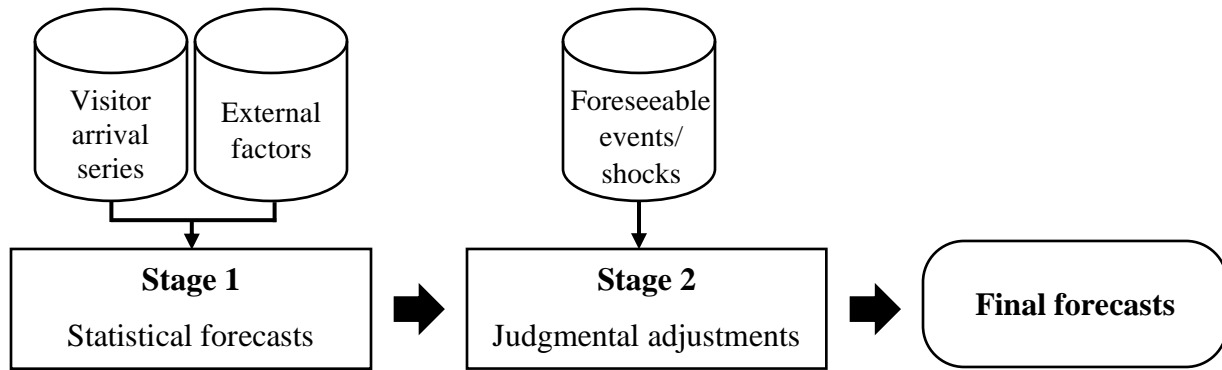 Visitor
arrival
series
External
factors
Foreseeable
events/
shocks
Stage 1
Statistical forecasts
Stage 2
Judgmental adjustments
Final forecasts